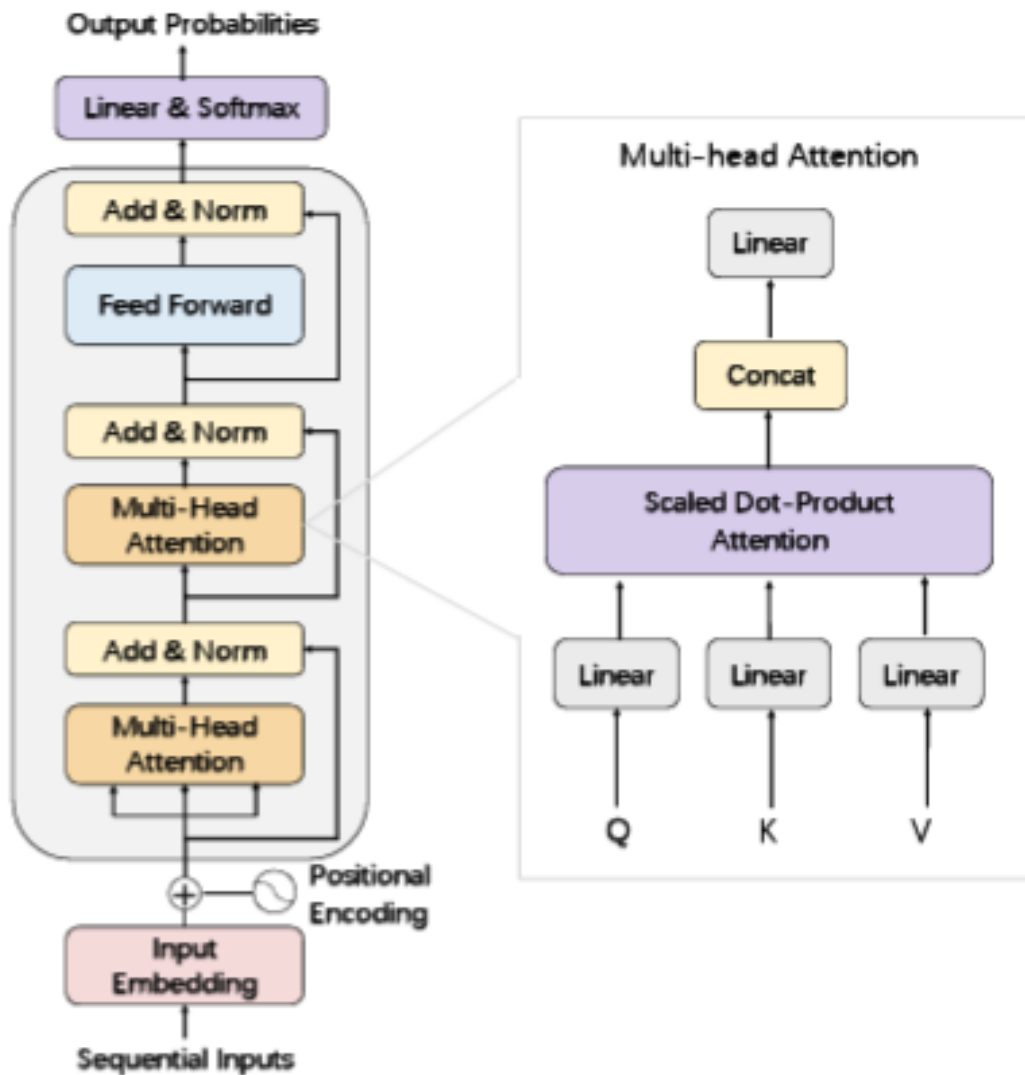 Output Probabilities
Linear & Softmax
Add & Norm
Feed Forward
Add & Norm
Multi-Head
Attention
Add & Norm
Multi-Head
Attention
Positional
Encoding
Input
Embedding
Sequential Inputs
Multi-head Attention
Linear
Concat
Scaled Dot-Product
Attention
Linear Linear Linear
Q K V